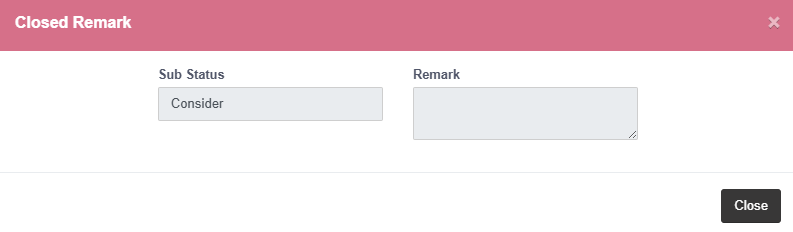 Closed Remark
×
Sub Status
Remark
Consider
Close